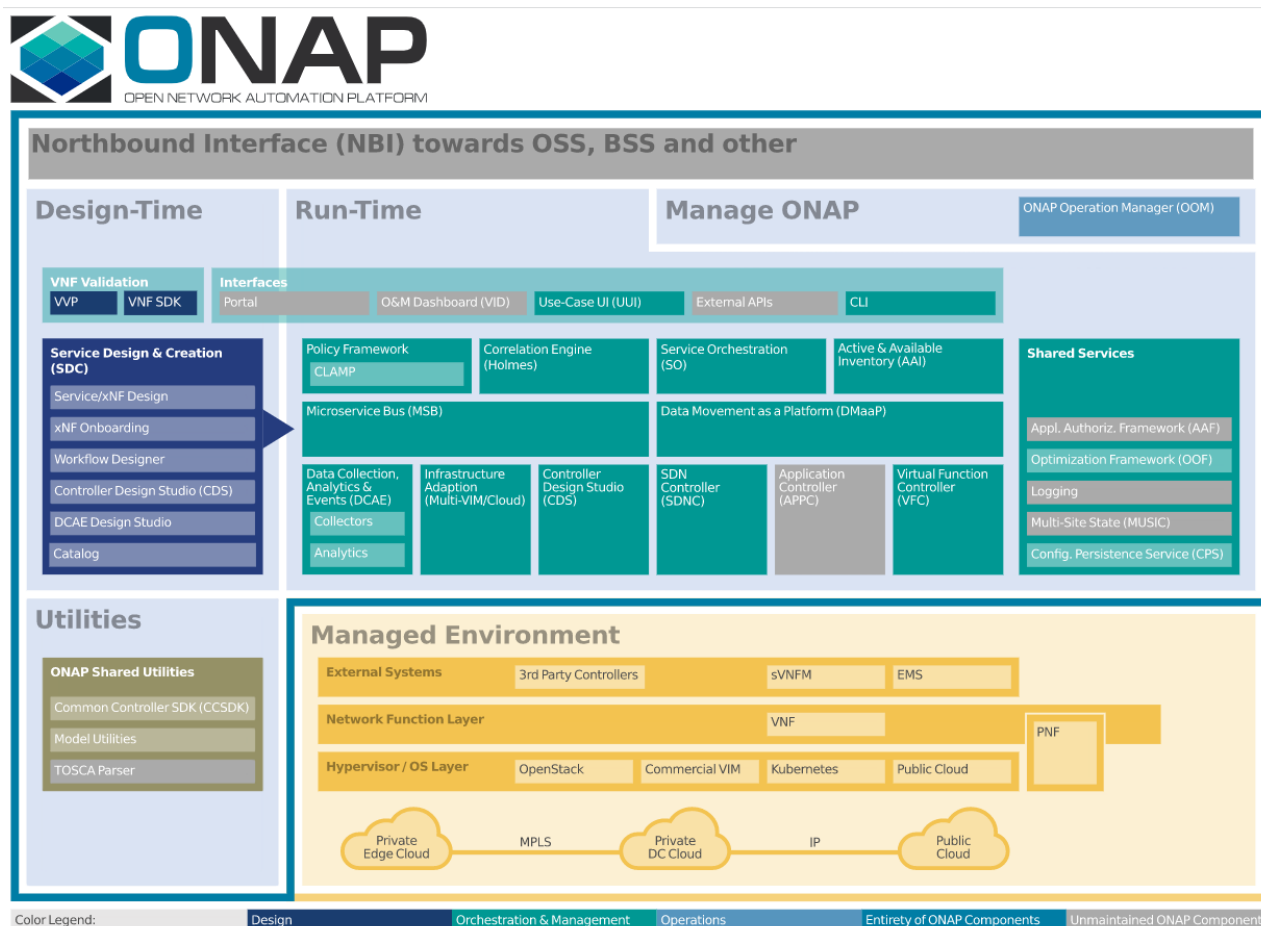 ONAP
OPEN NETWORK AUTOMATION PLATFORM
Northbound Interface (NBI) towards OSS, BSS and other
Design-Time
Run-Time
Manage ONAP
ONAP Operation Manager (OOM)
VNF Validation
VVP
VNF SDK
Interfaces
Portal
O&M Dashboard (VID)
Use-Case UI (UUI)
External APIs
CLI
Service Design & Creation
(SDC)
Service/xNF Design
xNF Onboarding
Workflow Designer
Controller Design Studio (CDS)
DCAE Design Studio
Catalog
Policy Framework
CLAMP
Correlation Engine
(Holmes)
Service Orchestration
(SO)
Active & Available
Inventory (AAI)
Microservice Bus (MSB)
Data Movement as a Platform (DMaaP)
Data Collection,
Analytics &
Events (DCAE)
Collectors
Analytics
Infrastructure
Adaption
(Multi-VIM/Cloud)
Controller
Design Studio
(CDS)
SDN
Controller
(SDNC)
Application
Controller
(APPC)
Virtual Function
Controller
(VFC)
Shared Services
Appl. Authoriz. Framework (AAF)
Optimization Framework (OOF)
Logging
Multi-Site State (MUSIC)
Config. Persistence Service (CPS)
Utilities
ONAP Shared Utilities
Common Controller SDK (CCSDK)
Model Utilities
TOSCA Parser
Managed Environment
External Systems
3rd Party Controllers
sVNFM
EMS
Network Function Layer
VNF
PNF
Hypervisor / OS Layer
OpenStack
Commercial VIM
Kubernetes
Public Cloud
Private
Edge Cloud
MPLS
Private
DC Cloud
IP
Public
Cloud
Color Legend:
Design
Orchestration & Management
Operations
Entirety of ONAP Components
Unmaintained ONAP Component